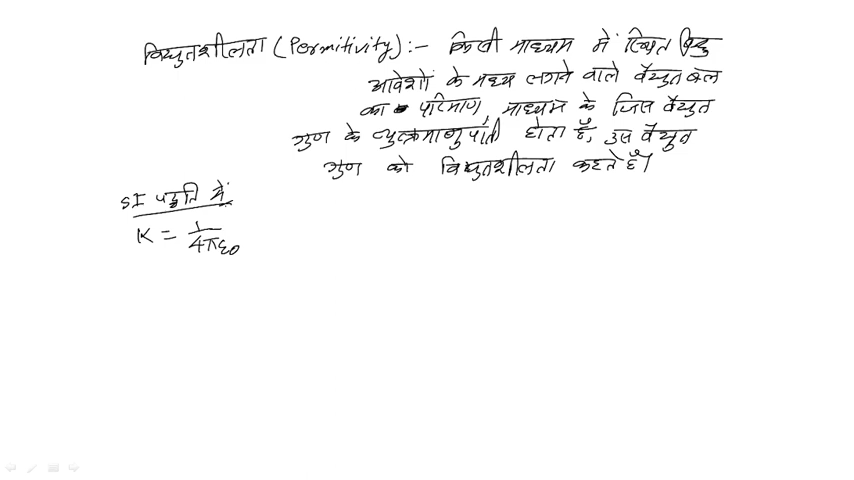 विद्युतशीलता (Permitivity) :- किसी माध्यम में स्थित बिन्दु
आवेशों के मध्य लगने वाले वैद्युत बल
का परिमाण, माध्यम के जिस वैद्युत
गुण के व्युत्क्रमानुपाती होता है, उस वैद्युत
गुण को विद्युतशीलता कहते हैं।
SI पद्धति में
K = 1/4πε0